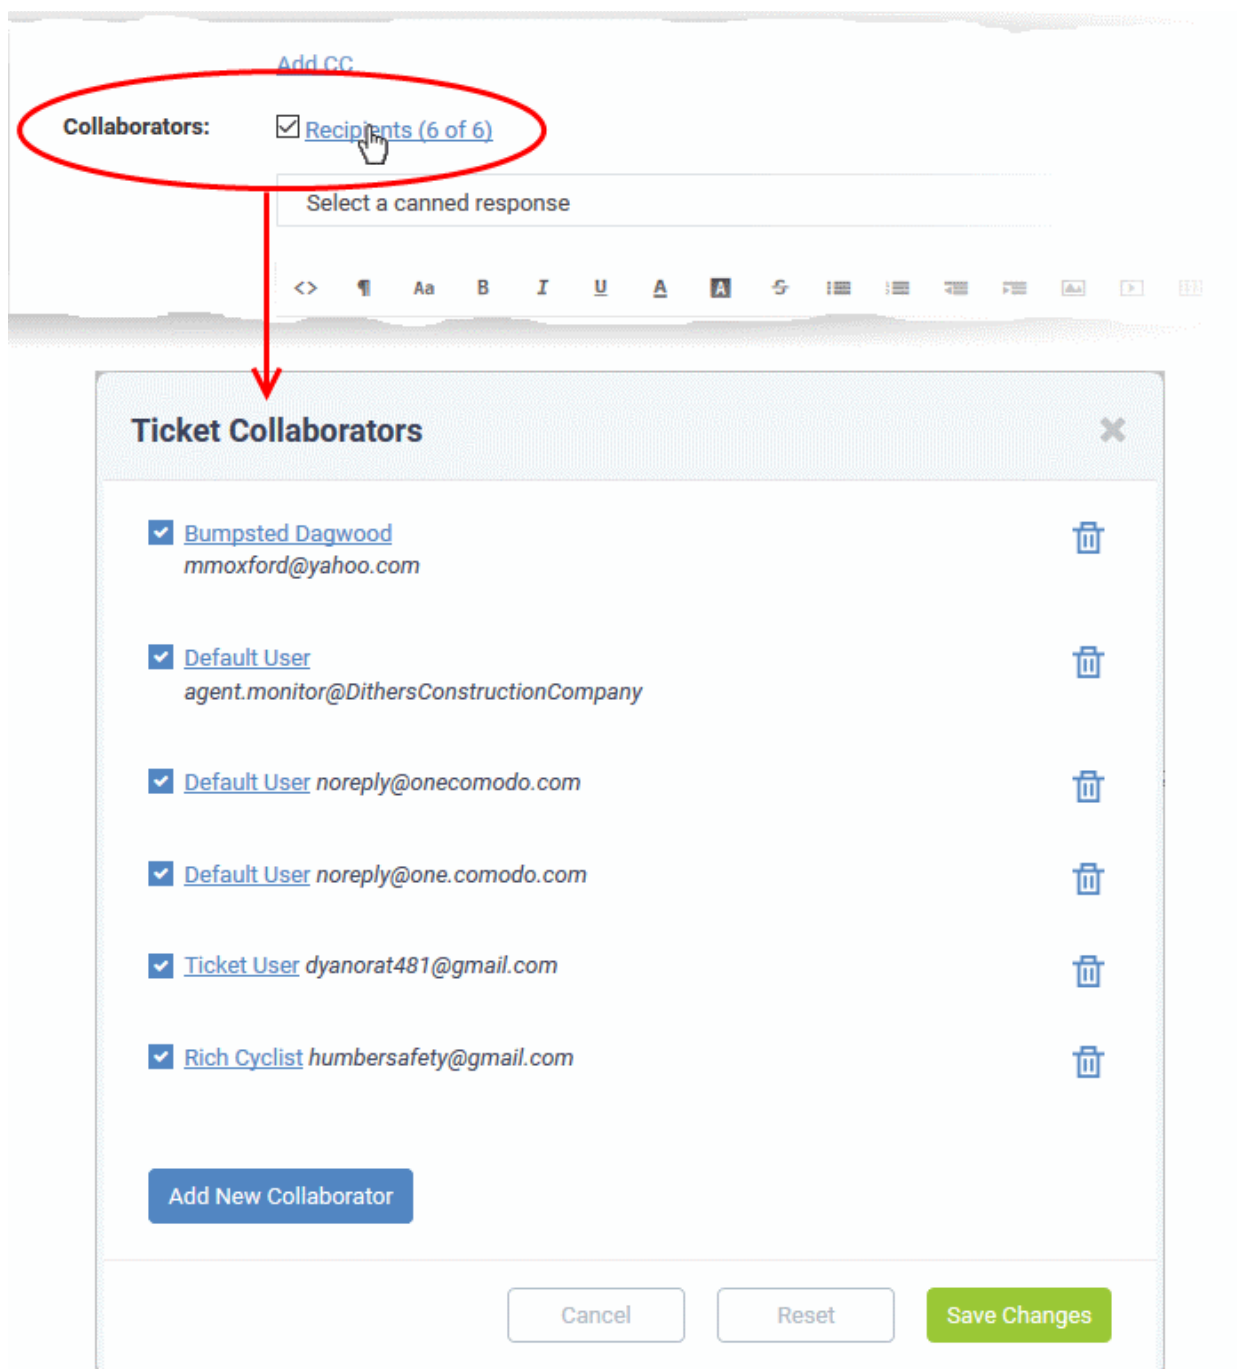 Add CC
Collaborators: Recipients (6 of 6)
Select a canned response
<> ¶ Aa B I U A A S
Ticket Collaborators
Bumpsted Dagwood
mmoxford@yahoo.com
Default User
agent.monitor@DithersConstructionCompany
Default User noreply@onecomodo.com
Default User noreply@one.comodo.com
Ticket User dyanorat481@gmail.com
Rich Cyclist humbersafety@gmail.com
Add New Collaborator
Cancel Reset Save Changes